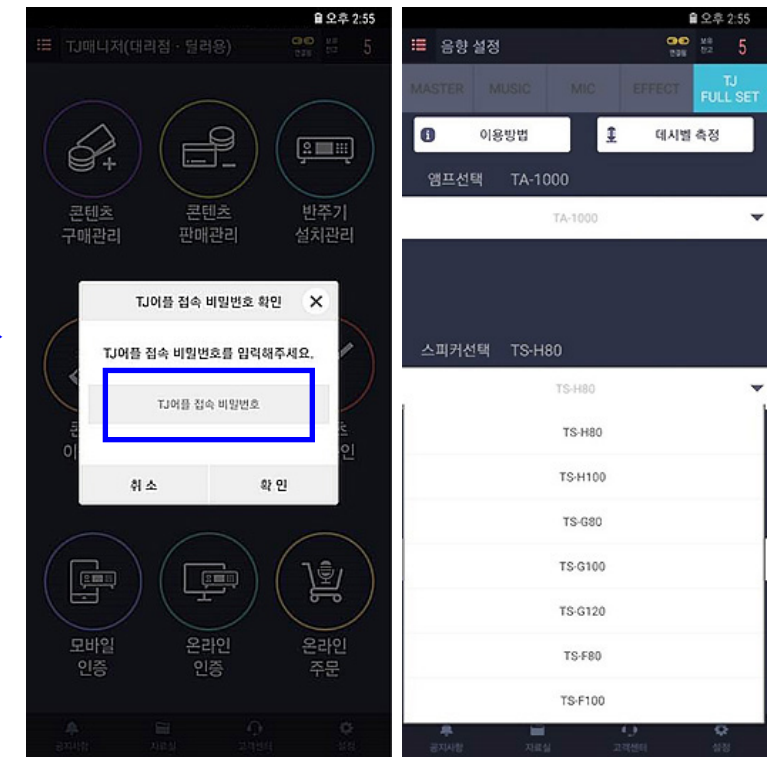 오후 2:55
TJ매니저(대리점 · 딜러용)
연결됨
보유
잔고
5
콘텐츠
구매관리
콘텐츠
판매관리
반주기
설치관리
TJ어플 접속 비밀번호 확인
TJ어플 접속 비밀번호를 입력해주세요.
TJ어플 접속 비밀번호
취 소
확 인
모바일
인증
온라인
인증
온라인
주문
공지사항
자료실
고객센터
설정
오후 2:55
음향 설정
연결됨
보유
잔고
5
MASTER
MUSIC
MIC
EFFECT
TJ
FULL SET
이용방법
데시벨 측정
앰프선택 TA-1000
TA-1000
스피커선택 TS-H80
TS-H80
TS-H80
TS-H100
TS-G80
TS-G100
TS-G120
TS-F80
TS-F100
공지사항
자료실
고객센터
설정